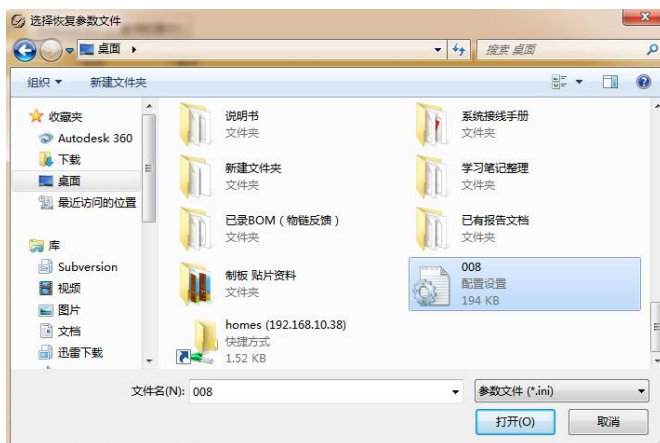 选择恢复参数文件
桌面
搜索 桌面
组织
新建文件夹
收藏夹
Autodesk 360
下载
桌面
最近访问的位置
库
Subversion
视频
图片
文档
迅雷下载
说明书
文件夹
系统接线手册
文件夹
新建文件夹
文件夹
学习笔记整理
文件夹
已录BOM（物链反馈）
文件夹
已有报告文档
文件夹
制板 贴片资料
文件夹
008
配置设置
194 KB
homes (192.168.10.38)
快捷方式
1.52 KB
文件名(N): 008
参数文件 (*.ini)
打开(O)
取消